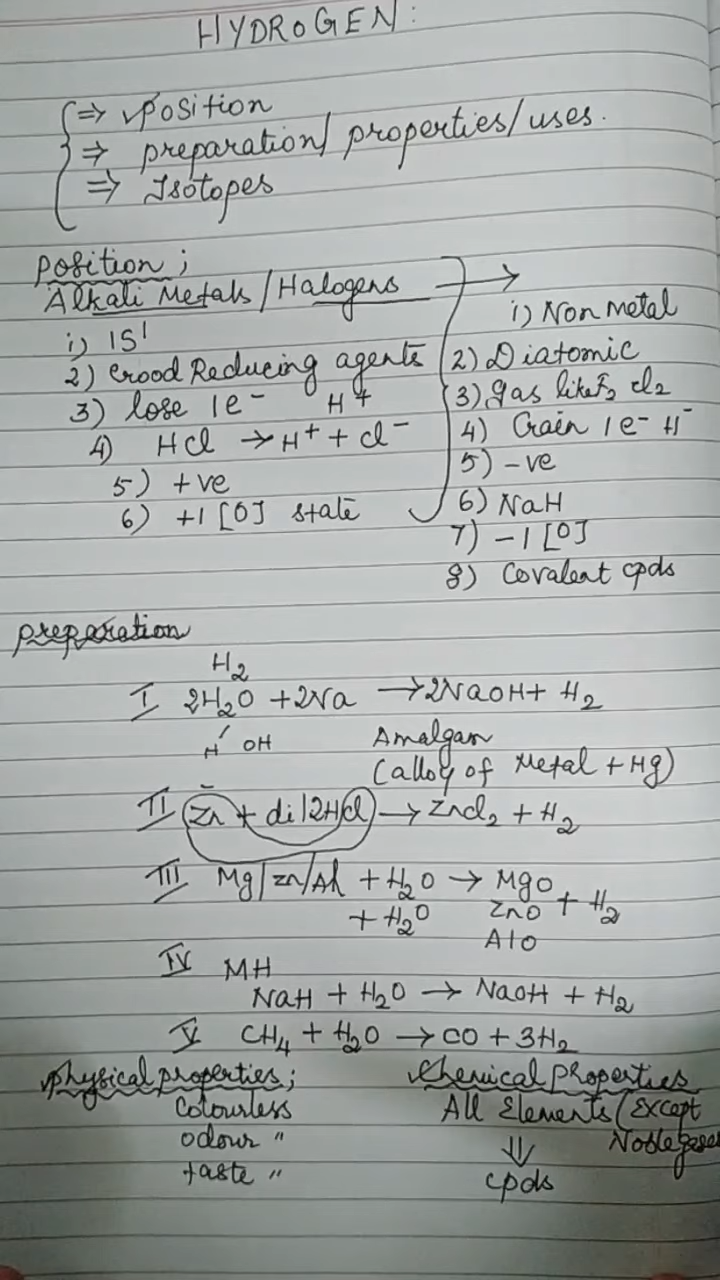 HYDROGEN:
⇒ position
⇒ preparation/properties/uses.
⇒ Isotopes
position;
Alkali Metals/Halogens →
i) 1S¹
2) Good Reducing agents
3) lose 1e⁻ H⁺
4) HCl → H⁺ + Cl⁻
5) +ve
6) +1 [O] state
i) Non metal
2) Diatomic
3) gas like F₂ Cl₂
4) Gain 1e⁻ H⁻
5) -ve
6) NaH
7) -1 [O]
8) Covalent cpds
preparation
H₂
I 2H₂O + 2Na → 2NaOH + H₂
H OH
Amalgam
(alloy of Metal + Hg)
II Zn + dil 2HCl → ZnCl₂ + H₂
III Mg/Zn/Al + H₂O → MgO
+ H₂O ZnO + H₂
AlO
IV MH
NaH + H₂O → NaOH + H₂
V CH₄ + H₂O → CO + 3H₂
physical properties;
Colourless
odour "
taste "
Chemical Properties
All Elements (Except
Noble gases
⇓
cpds